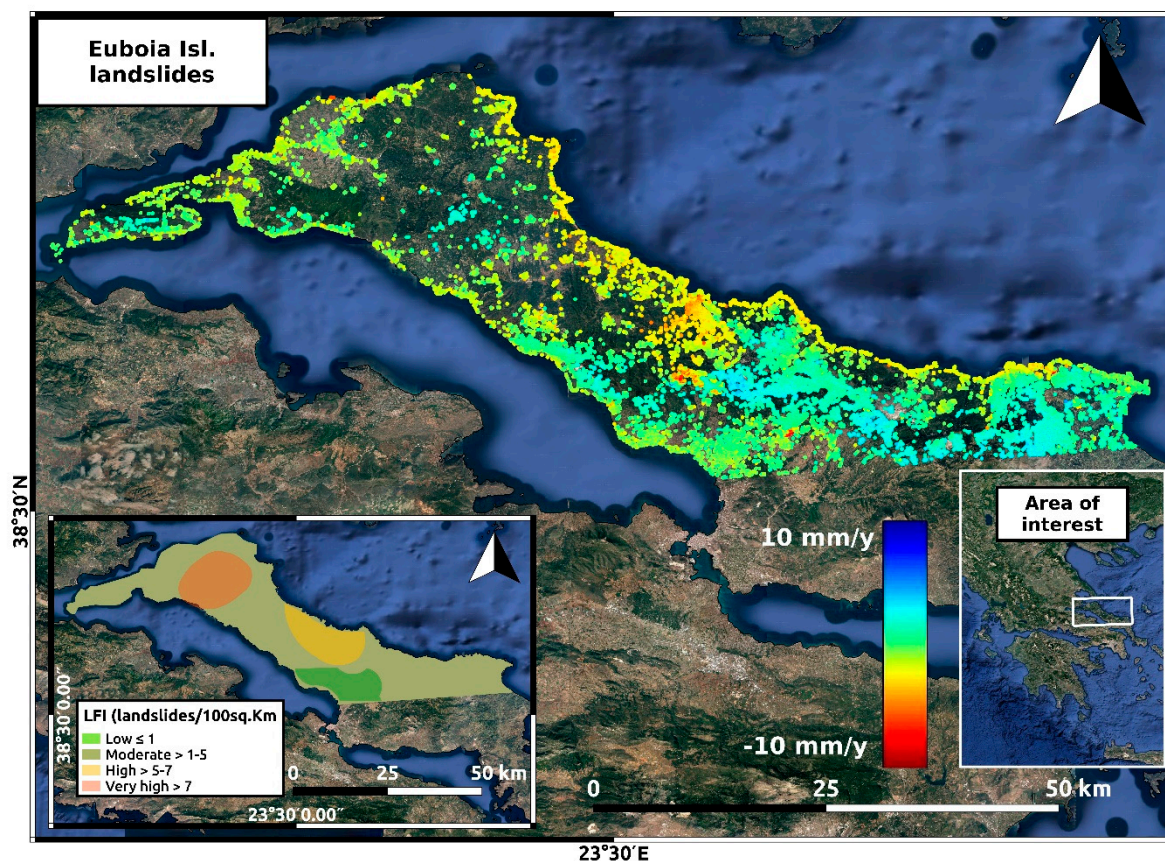 Euboia Isl.
landslides
38°30′N
10 mm/y
-10 mm/y
Area of
interest
LFI (landslides/100sq.Km
Low ≤ 1
Moderate > 1-5
High > 5-7
Very high > 7
38°30′0.00″
0 25 50 km
23°30′0.00″
0 25 50 km
23°30′E